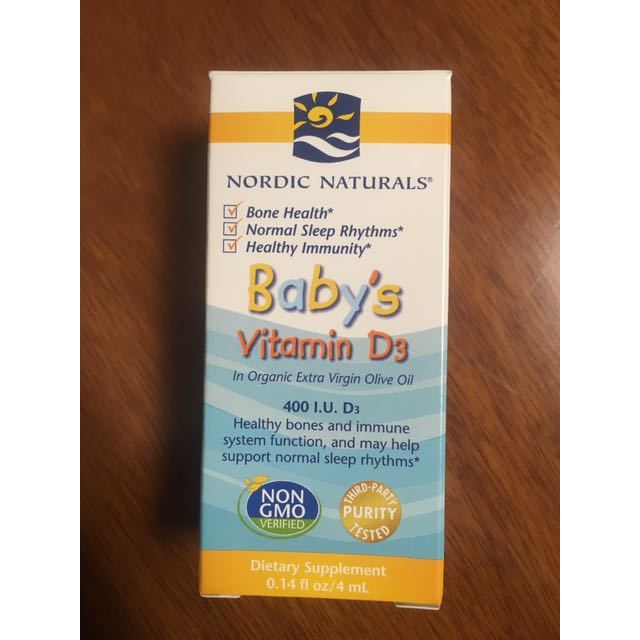 NORDIC NATURALS®
Bone Health*
Normal Sleep Rhythms*
Healthy Immunity*
Baby's
Vitamin D3
In Organic Extra Virgin Olive Oil
400 I.U. D3
Healthy bones and immune
system function, and may help
support normal sleep rhythms*
NON
GMO
VERIFIED
THIRD-PARTY
PURITY
TESTED
Dietary Supplement
0.14 fl oz/4 mL